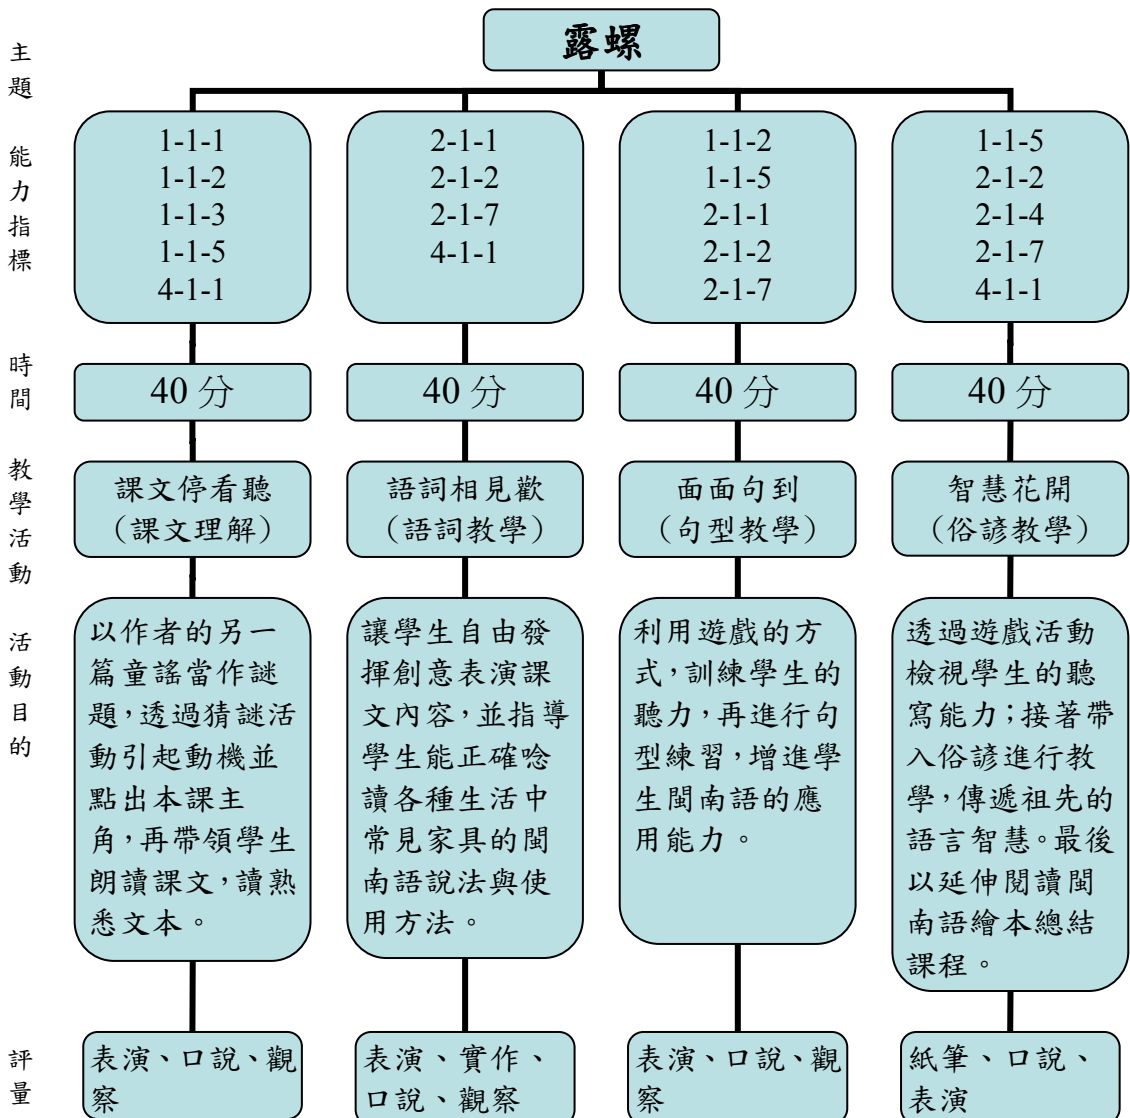 主題
露螺
能力指標
1-1-1
1-1-2
1-1-3
1-1-5
4-1-1
2-1-1
2-1-2
2-1-7
4-1-1
1-1-2
1-1-5
2-1-1
2-1-2
2-1-7
1-1-5
2-1-2
2-1-4
2-1-7
4-1-1
時間
40 分
40 分
40 分
40 分
教學活動
課文停看聽
(課文理解)
語詞相見歡
(語詞教學)
面面句到
(句型教學)
智慧花開
(俗諺教學)
活動目的
以作者的另一
篇童謠當作謎
題,透過猜謎活
動引起動機並
點出本課主
角,再帶領學生
朗讀課文,讀熟
悉文本。
讓學生自由發
揮創意表演課
文內容,並指導
學生能正確唸
讀各種生活中
常見家具的閩
南語說法與使
用方法。
利用遊戲的方
式,訓練學生的
聽力,再進行句
型練習,增進學
生閩南語的應
用能力。
透過遊戲活動
檢視學生的聽
寫能力;接著帶
入俗諺進行教
學,傳遞祖先的
語言智慧。最後
以延伸閱讀閩
南語繪本總結
課程。
評量
表演、口說、觀
察
表演、實作、
口說、觀察
表演、口說、觀
察
紙筆、口說、
表演